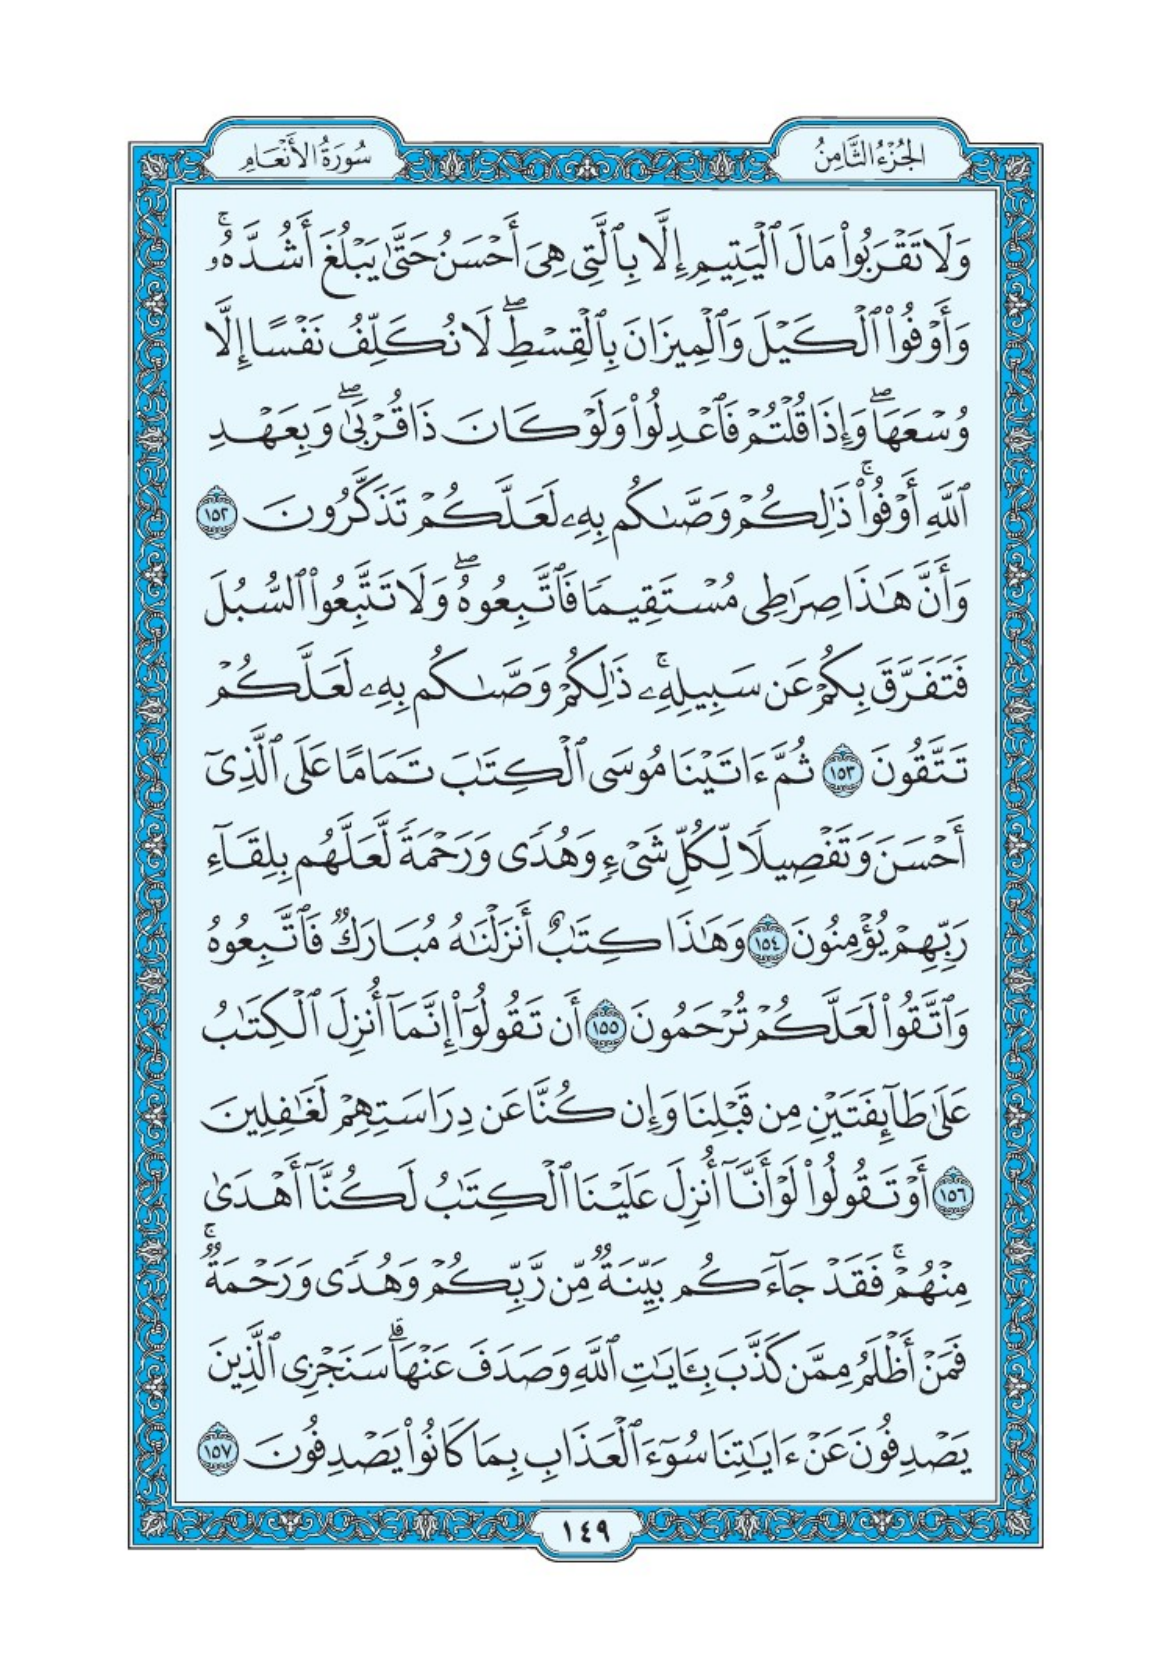 الجُزْءُ الثَّامِنُ
سُورَةُ الأَنْعَام
وَلَا تَقْرَبُوا۟ مَالَ ٱلْيَتِيمِ إِلَّا بِٱلَّتِى هِىَ أَحْسَنُ حَتَّىٰ يَبْلُغَ أَشُدَّهُۥۚ
وَأَوْفُوا۟ ٱلْكَيْلَ وَٱلْمِيزَانَ بِٱلْقِسْطِۖ لَا نُكَلِّفُ نَفْسًا إِلَّا
وُسْعَهَاۖ وَإِذَا قُلْتُمْ فَٱعْدِلُوا۟ وَلَوْ كَانَ ذَا قُرْبَىٰۖ وَبِعَهْدِ
ٱللَّهِ أَوْفُوا۟ۚ ذَٰلِكُمْ وَصَّىٰكُم بِهِۦ لَعَلَّكُمْ تَذَكَّرُونَ ١٥٢
وَأَنَّ هَٰذَا صِرَٰطِى مُسْتَقِيمًا فَٱتَّبِعُوهُۖ وَلَا تَتَّبِعُوا۟ ٱلسُّبُلَ
فَتَفَرَّقَ بِكُمْ عَن سَبِيلِهِۦۚ ذَٰلِكُمْ وَصَّىٰكُم بِهِۦ لَعَلَّكُمْ
تَتَّقُونَ ١٥٣ ثُمَّ ءَاتَيْنَا مُوسَى ٱلْكِتَٰبَ تَمَامًا عَلَى ٱلَّذِىٓ
أَحْسَنَ وَتَفْصِيلًا لِّكُلِّ شَىْءٍ وَهُدًى وَرَحْمَةً لَّعَلَّهُم بِلِقَآءِ
رَبِّهِمْ يُؤْمِنُونَ ١٥٤ وَهَٰذَا كِتَٰبٌ أَنزَلْنَٰهُ مُبَارَكٌ فَٱتَّبِعُوهُ
وَٱتَّقُوا۟ لَعَلَّكُمْ تُرْحَمُونَ ١٥٥ أَن تَقُولُوٓا۟ إِنَّمَآ أُنزِلَ ٱلْكِتَٰبُ
عَلَىٰ طَآئِفَتَيْنِ مِن قَبْلِنَا وَإِن كُنَّا عَن دِرَاسَتِهِمْ لَغَٰفِلِينَ
١٥٦ أَوْ تَقُولُوا۟ لَوْ أَنَّآ أُنزِلَ عَلَيْنَا ٱلْكِتَٰبُ لَكُنَّآ أَهْدَىٰ
مِنْهُمْۚ فَقَدْ جَآءَكُم بَيِّنَةٌ مِّن رَّبِّكُمْ وَهُدًى وَرَحْمَةٌۚ
فَمَنْ أَظْلَمُ مِمَّن كَذَّبَ بِـَٔايَٰتِ ٱللَّهِ وَصَدَفَ عَنْهَاۗ سَنَجْزِى ٱلَّذِينَ
يَصْدِفُونَ عَنْ ءَايَٰتِنَا سُوٓءَ ٱلْعَذَابِ بِمَا كَانُوا۟ يَصْدِفُونَ ١٥٧
١٤٩